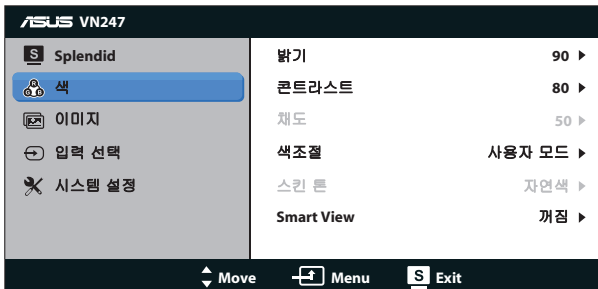 ASUS VN247
S Splendid
색
이미지
입력 선택
시스템 설정
밝기 90
콘트라스트 80
채도 50
색조절 사용자 모드
스킨 톤 자연색
Smart View 꺼짐
Move Menu S Exit